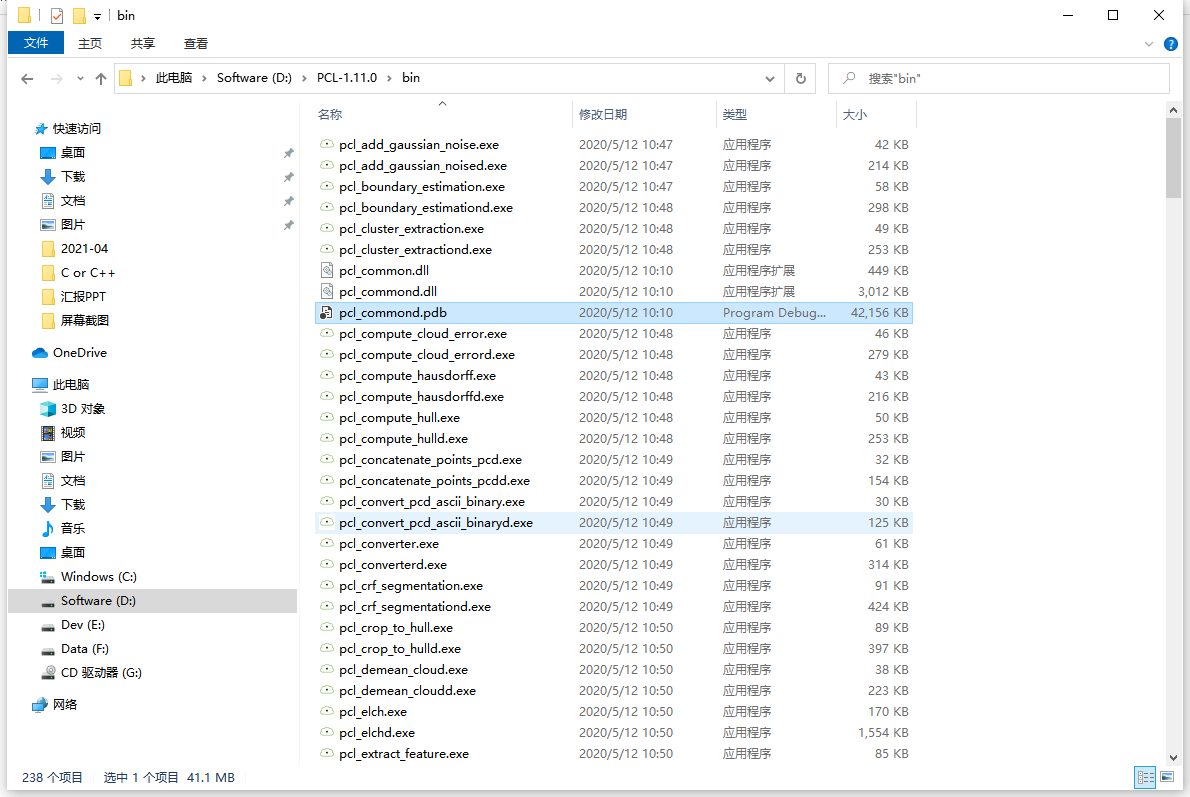 bin
文件 主页 共享 查看
此电脑 Software (D:) PCL-1.11.0 bin 搜索"bin"
名称 修改日期 类型 大小
快速访问
桌面
下载
文档
图片
2021-04
C or C++
汇报PPT
屏幕截图
OneDrive
此电脑
3D 对象
视频
图片
文档
下载
音乐
桌面
Windows (C:)
Software (D:)
Dev (E:)
Data (F:)
CD 驱动器 (G:)
网络
pcl_add_gaussian_noise.exe 2020/5/12 10:47 应用程序 42 KB
pcl_add_gaussian_noised.exe 2020/5/12 10:47 应用程序 214 KB
pcl_boundary_estimation.exe 2020/5/12 10:47 应用程序 58 KB
pcl_boundary_estimationd.exe 2020/5/12 10:48 应用程序 298 KB
pcl_cluster_extraction.exe 2020/5/12 10:48 应用程序 49 KB
pcl_cluster_extractiond.exe 2020/5/12 10:48 应用程序 253 KB
pcl_common.dll 2020/5/12 10:10 应用程序扩展 449 KB
pcl_commond.dll 2020/5/12 10:10 应用程序扩展 3,012 KB
pcl_commond.pdb 2020/5/12 10:10 Program Debug... 42,156 KB
pcl_compute_cloud_error.exe 2020/5/12 10:48 应用程序 46 KB
pcl_compute_cloud_errord.exe 2020/5/12 10:48 应用程序 279 KB
pcl_compute_hausdorff.exe 2020/5/12 10:48 应用程序 43 KB
pcl_compute_hausdorffd.exe 2020/5/12 10:48 应用程序 216 KB
pcl_compute_hull.exe 2020/5/12 10:48 应用程序 50 KB
pcl_compute_hulld.exe 2020/5/12 10:48 应用程序 253 KB
pcl_concatenate_points_pcd.exe 2020/5/12 10:49 应用程序 32 KB
pcl_concatenate_points_pcdd.exe 2020/5/12 10:49 应用程序 154 KB
pcl_convert_pcd_ascii_binary.exe 2020/5/12 10:49 应用程序 30 KB
pcl_convert_pcd_ascii_binaryd.exe 2020/5/12 10:49 应用程序 125 KB
pcl_converter.exe 2020/5/12 10:49 应用程序 61 KB
pcl_converterd.exe 2020/5/12 10:49 应用程序 314 KB
pcl_crf_segmentation.exe 2020/5/12 10:49 应用程序 91 KB
pcl_crf_segmentationd.exe 2020/5/12 10:49 应用程序 424 KB
pcl_crop_to_hull.exe 2020/5/12 10:50 应用程序 89 KB
pcl_crop_to_hulld.exe 2020/5/12 10:50 应用程序 397 KB
pcl_demean_cloud.exe 2020/5/12 10:50 应用程序 38 KB
pcl_demean_cloudd.exe 2020/5/12 10:50 应用程序 223 KB
pcl_elch.exe 2020/5/12 10:50 应用程序 170 KB
pcl_elchd.exe 2020/5/12 10:50 应用程序 1,554 KB
pcl_extract_feature.exe 2020/5/12 10:50 应用程序 85 KB
238 个项目 选中 1 个项目 41.1 MB